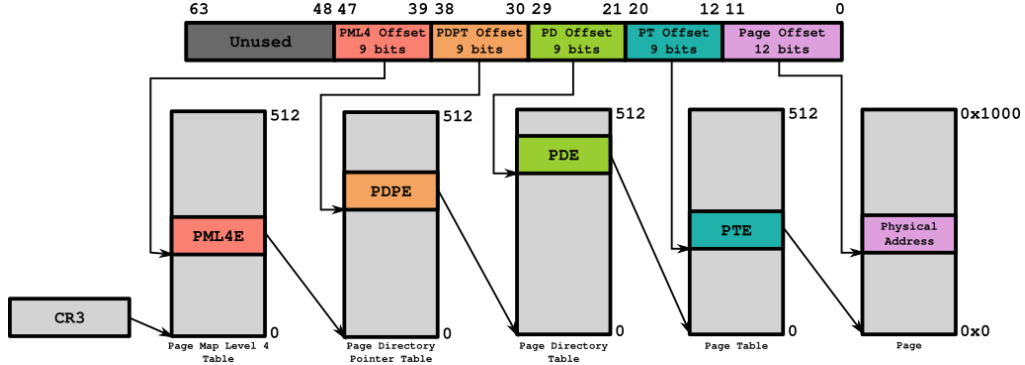 63 48 47 39 38 30 29 21 20 12 11 0
Unused
PML4 Offset
9 bits
PDPT Offset
9 bits
PD Offset
9 bits
PT Offset
9 bits
Page Offset
12 bits
512
512
512
512
0x1000
PML4E
PDPE
PDE
PTE
Physical
Address
CR3
0
0
0
0
0x0
Page Map Level 4
Table
Page Directory
Pointer Table
Page Directory
Table
Page Table
Page